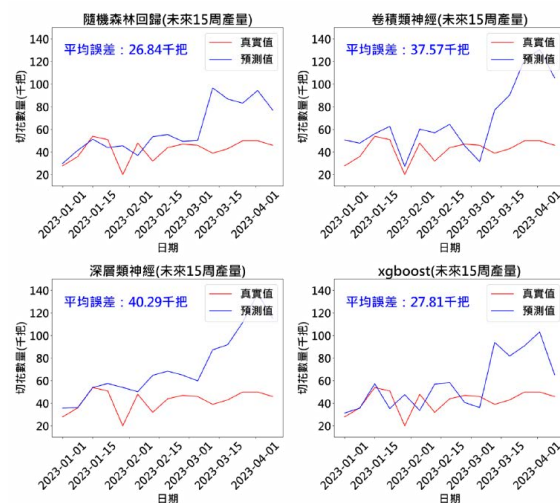 隨機森林回歸(未來15周產量)
平均誤差：26.84千把
真實值
預測值
切花數量(千把)
140
120
100
80
60
40
20
2023-01-01
2023-01-15
2023-02-01
2023-02-15
2023-03-01
2023-03-15
2023-04-01
日期
卷積類神經(未來15周產量)
平均誤差：37.57千把
真實值
預測值
切花數量(千把)
140
120
100
80
60
40
20
2023-01-01
2023-01-15
2023-02-01
2023-02-15
2023-03-01
2023-03-15
2023-04-01
日期
深層類神經(未來15周產量)
平均誤差：40.29千把
真實值
預測值
切花數量(千把)
140
120
100
80
60
40
20
2023-01-01
2023-01-15
2023-02-01
2023-02-15
2023-03-01
2023-03-15
2023-04-01
日期
xgboost(未來15周產量)
平均誤差：27.81千把
真實值
預測值
切花數量(千把)
140
120
100
80
60
40
20
2023-01-01
2023-01-15
2023-02-01
2023-02-15
2023-03-01
2023-03-15
2023-04-01
日期